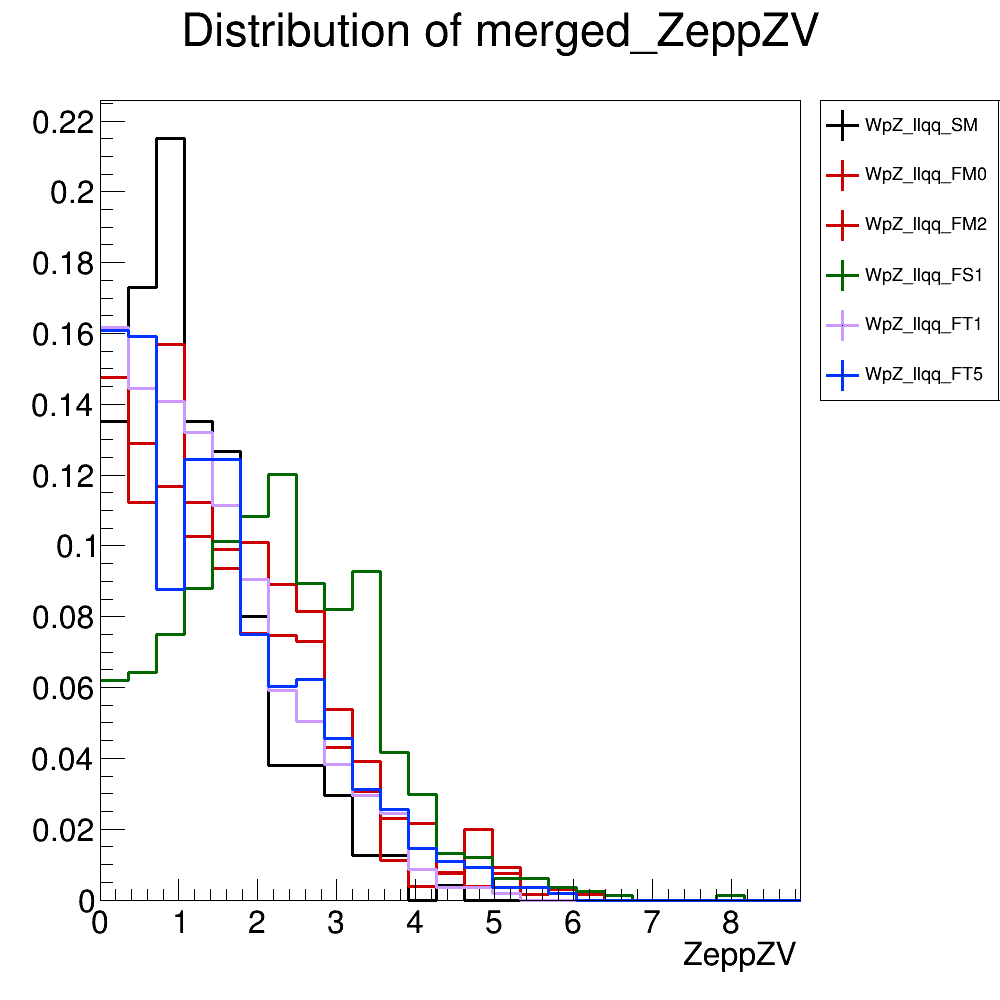 Distribution of merged_ZeppZV
0.22
0.2
0.18
0.16
0.14
0.12
0.1
0.08
0.06
0.04
0.02
0
0 1 2 3 4 5 6 7 8
ZeppZV
WpZ_llqq_SM
WpZ_llqq_FM0
WpZ_llqq_FM2
WpZ_llqq_FS1
WpZ_llqq_FT1
WpZ_llqq_FT5